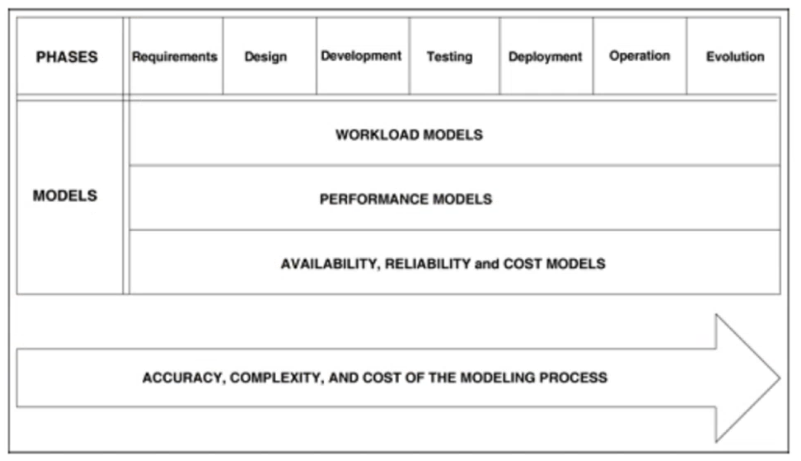 PHASES Requirements Design Development Testing Deployment Operation Evolution
MODELS
WORKLOAD MODELS
PERFORMANCE MODELS
AVAILABILITY, RELIABILITY and COST MODELS
ACCURACY, COMPLEXITY, AND COST OF THE MODELING PROCESS